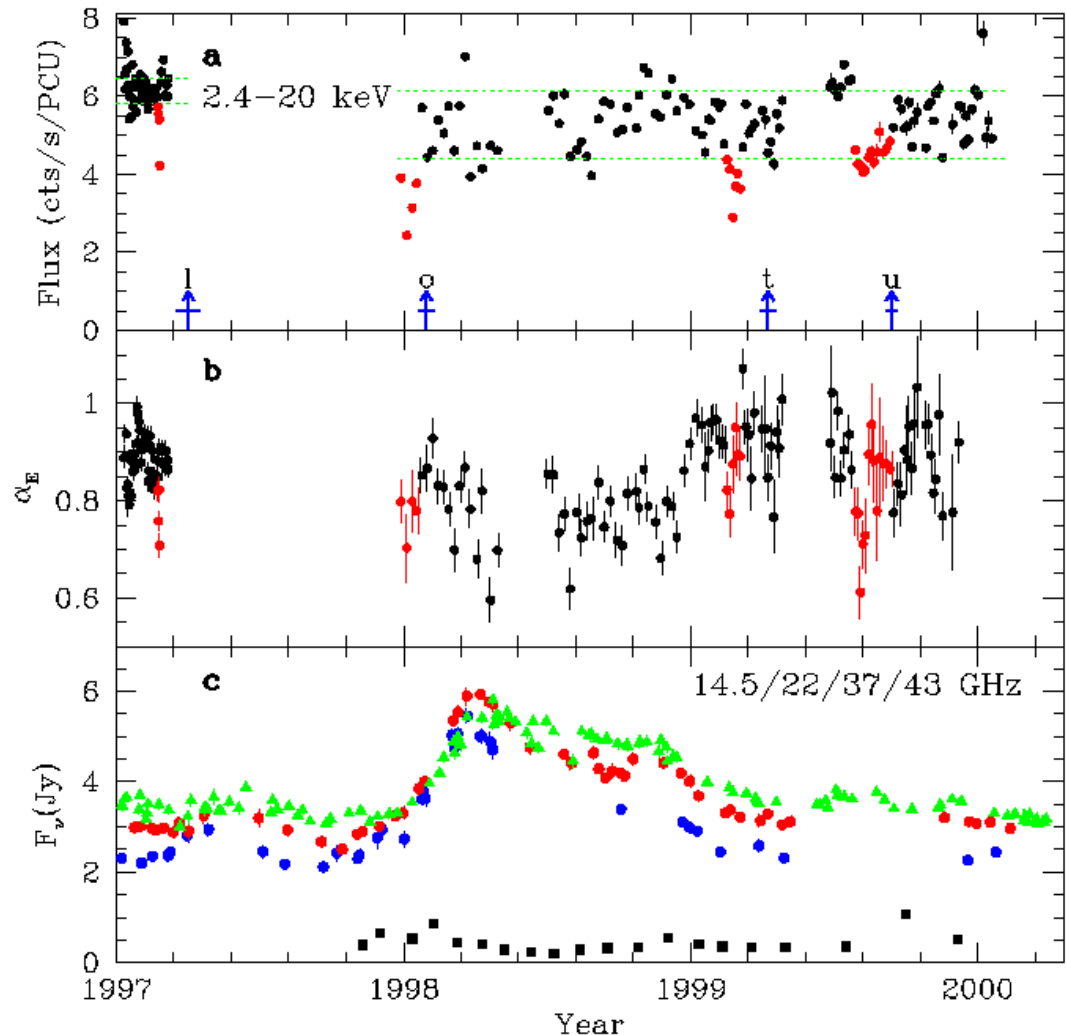 8
a
2.4−20 keV
6
4
2
0
Flux (cts/s/PCU)
l
o
t
u
b
1
0.8
0.6
α_E
c
14.5/22/37/43 GHz
6
4
2
0
F_ν(Jy)
1997
1998
1999
2000
Year